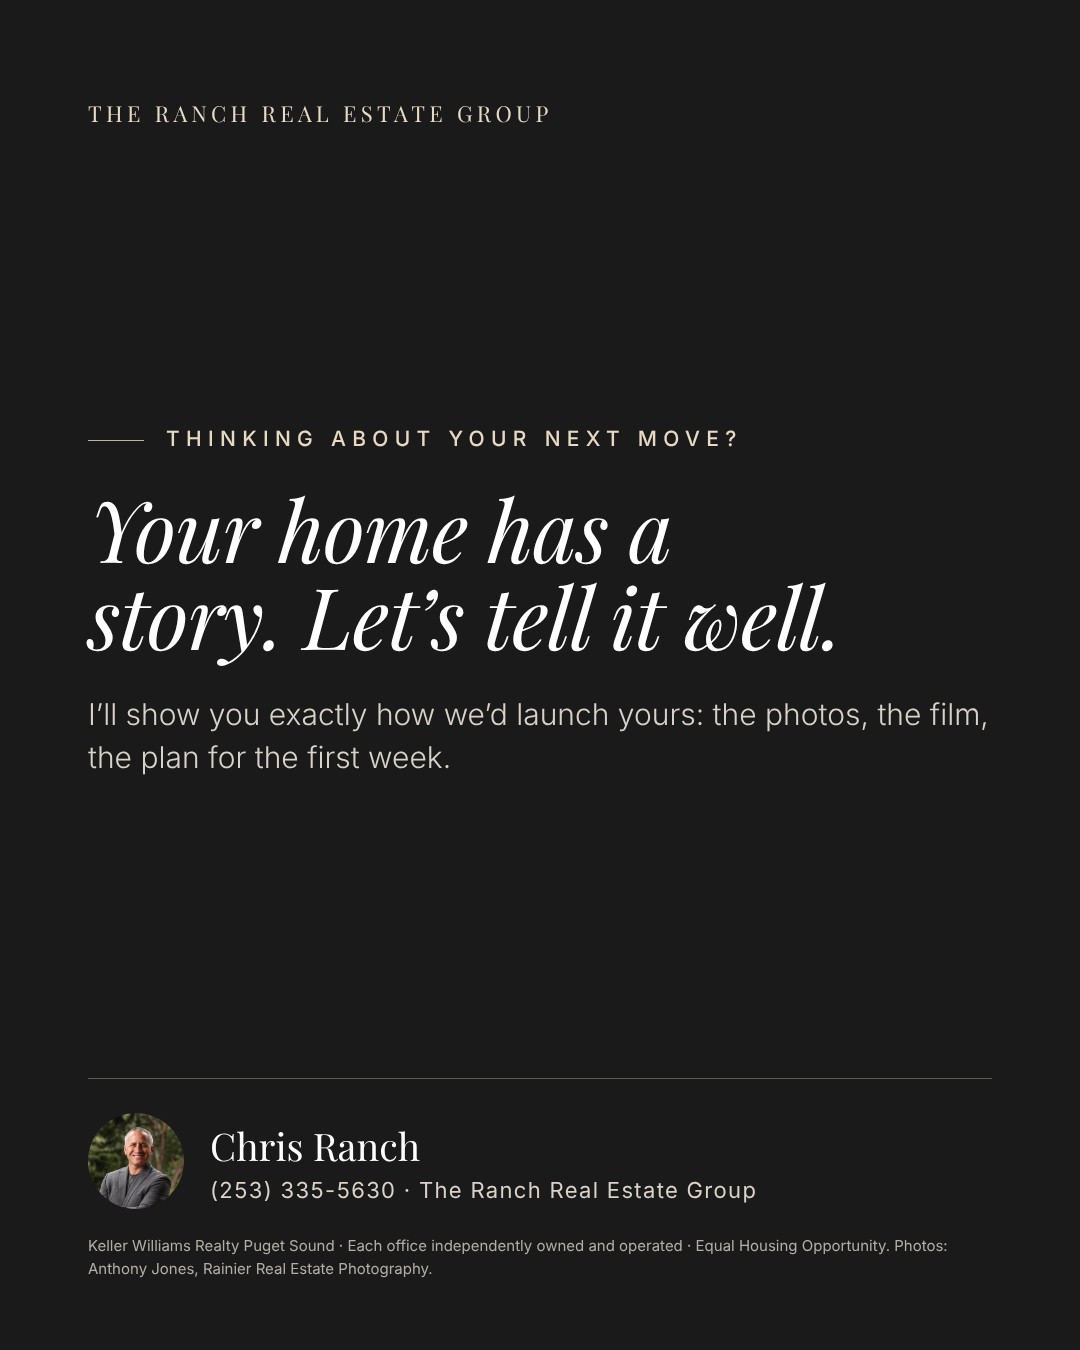 THE RANCH REAL ESTATE GROUP
THINKING ABOUT YOUR NEXT MOVE?
Your home has a
story. Let’s tell it well.
I’ll show you exactly how we’d launch yours: the photos, the film,
the plan for the first week.
Chris Ranch
(253) 335-5630 · The Ranch Real Estate Group
Keller Williams Realty Puget Sound · Each office independently owned and operated · Equal Housing Opportunity. Photos:
Anthony Jones, Rainier Real Estate Photography.